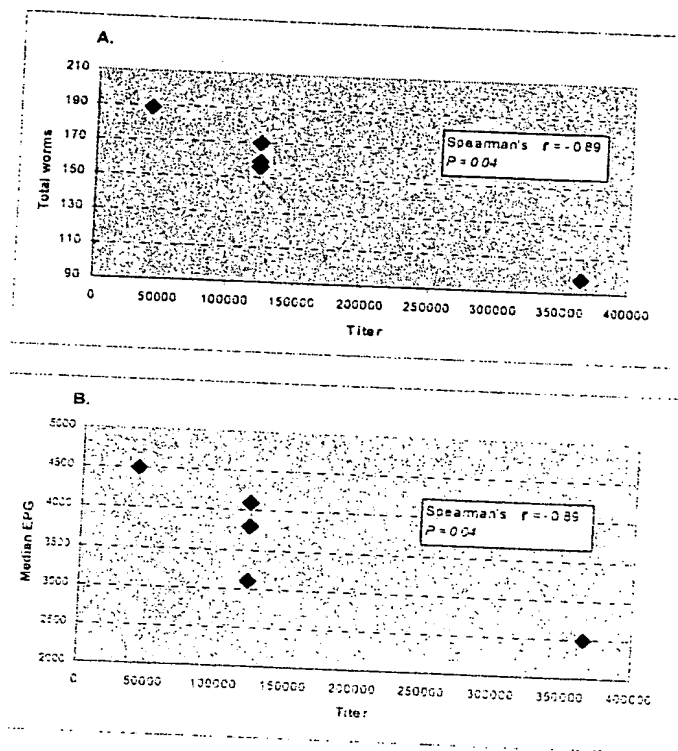 A.
Total worms
210
190
170
150
130
110
90
Spearman's r = -0.89
P = 0.04
0 50000 100000 150000 200000 250000 300000 350000 400000
Titer
B.
Median EPG
5000
4500
4000
3500
3000
2500
2000
Spearman's r = -0.89
P = 0.04
0 50000 100000 150000 200000 250000 300000 350000 400000
Titer